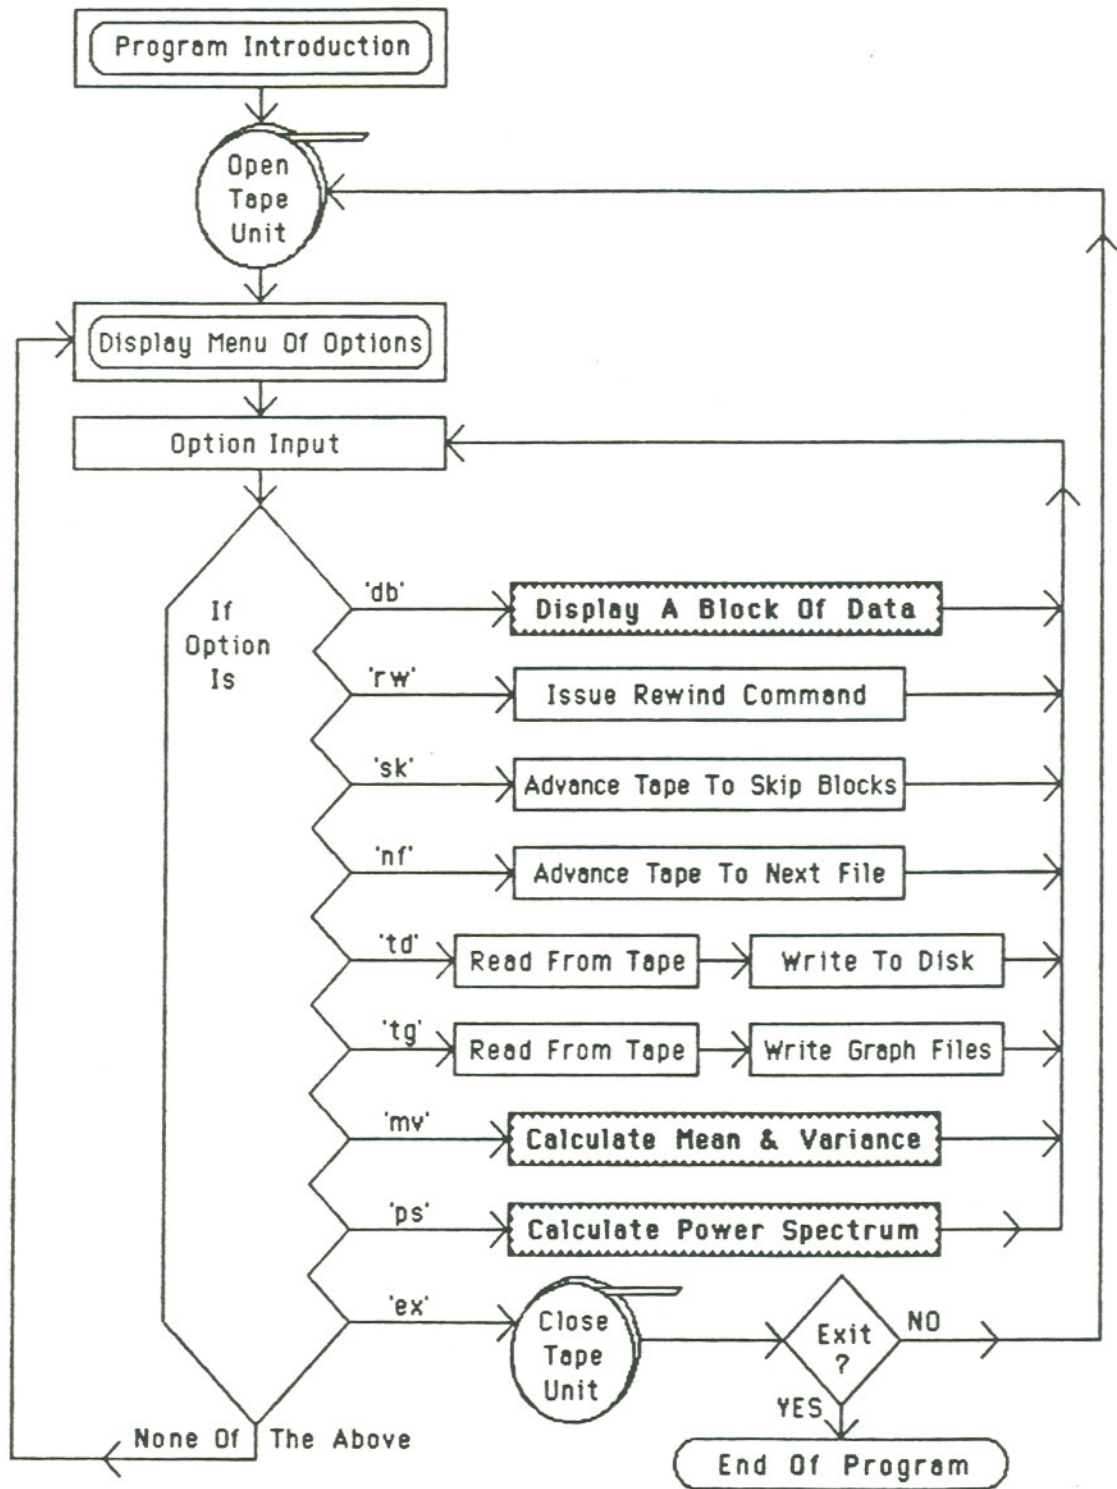 Program Introduction
Open
Tape
Unit
Display Menu Of Options
Option Input
If
Option
Is
'db'
Display A Block Of Data
'rw'
Issue Rewind Command
'sk'
Advance Tape To Skip Blocks
'nf'
Advance Tape To Next File
'td'
Read From Tape
Write To Disk
'tg'
Read From Tape
Write Graph Files
'mv'
Calculate Mean & Variance
'ps'
Calculate Power Spectrum
'ex'
Close
Tape
Unit
Exit
?
NO
YES
None Of The Above
End Of Program